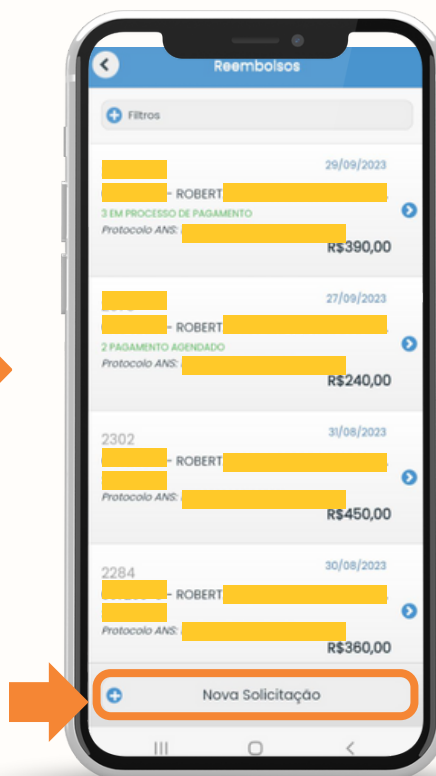 Reembolsos
Filtros
29/09/2023
- ROBERT
3 EM PROCESSO DE PAGAMENTO
Protocolo ANS:
R$390,00
27/09/2023
- ROBERT
2 PAGAMENTO AGENDADO
Protocolo ANS:
R$240,00
2302
31/08/2023
- ROBERT
Protocolo ANS:
R$450,00
2284
30/08/2023
- ROBERT
Protocolo ANS:
R$360,00
Nova Solicitação